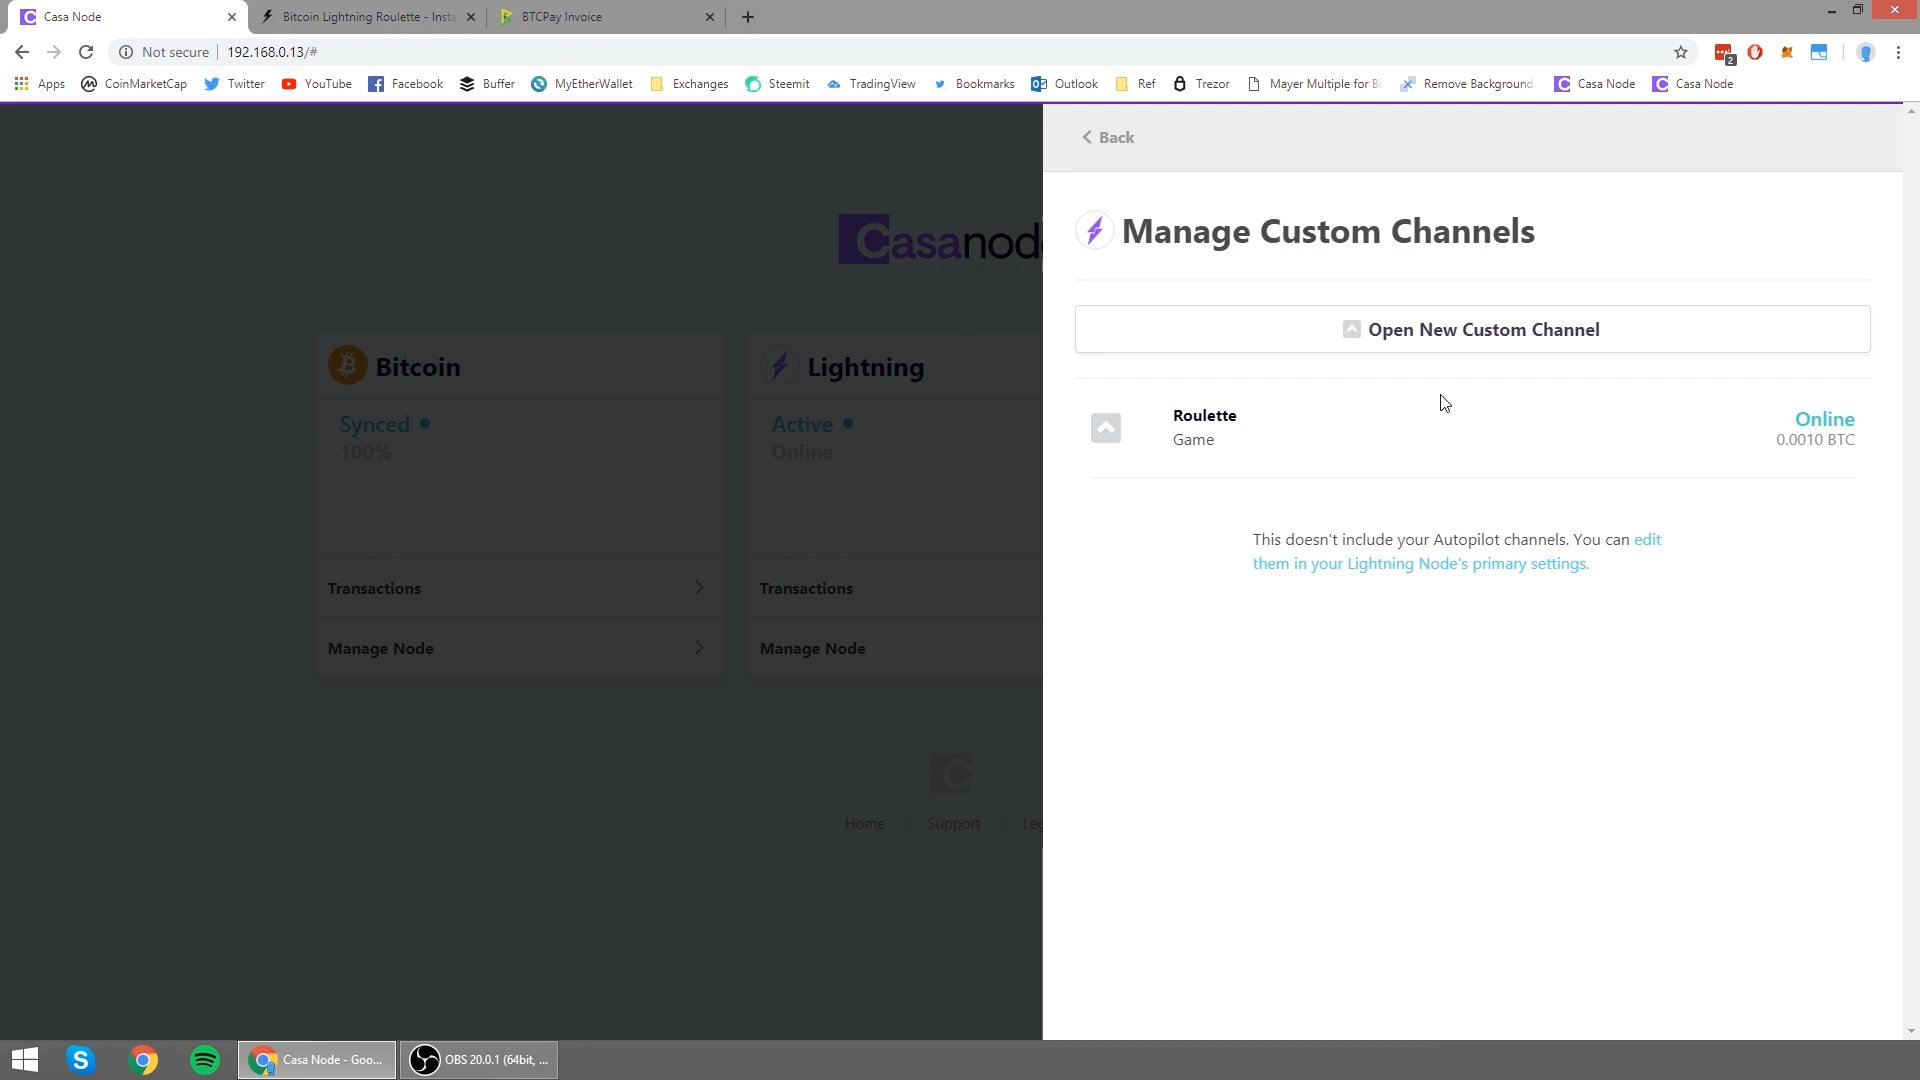 Casa Node
Bitcoin Lightning Roulette - Insta
BTCPay Invoice
Not secure
192.168.0.13/#
2
Apps
CoinMarketCap
Twitter
YouTube
Facebook
Buffer
MyEtherWallet
Exchanges
Steemit
TradingView
Bookmarks
Outlook
Ref
Trezor
Mayer Multiple for Bi
Remove Background
Casa Node
Casa Node
Casanode
Bitcoin
Synced
100%
Transactions
Manage Node
Lightning
Active
Online
Transactions
Manage Node
Home - Support - Leg
Back
Manage Custom Channels
Open New Custom Channel
Roulette
Game
Online
0.0010 BTC
This doesn't include your Autopilot channels. You can edit
them in your Lightning Node's primary settings.
Casa Node - Goo...
OBS 20.0.1 (64bit, ...